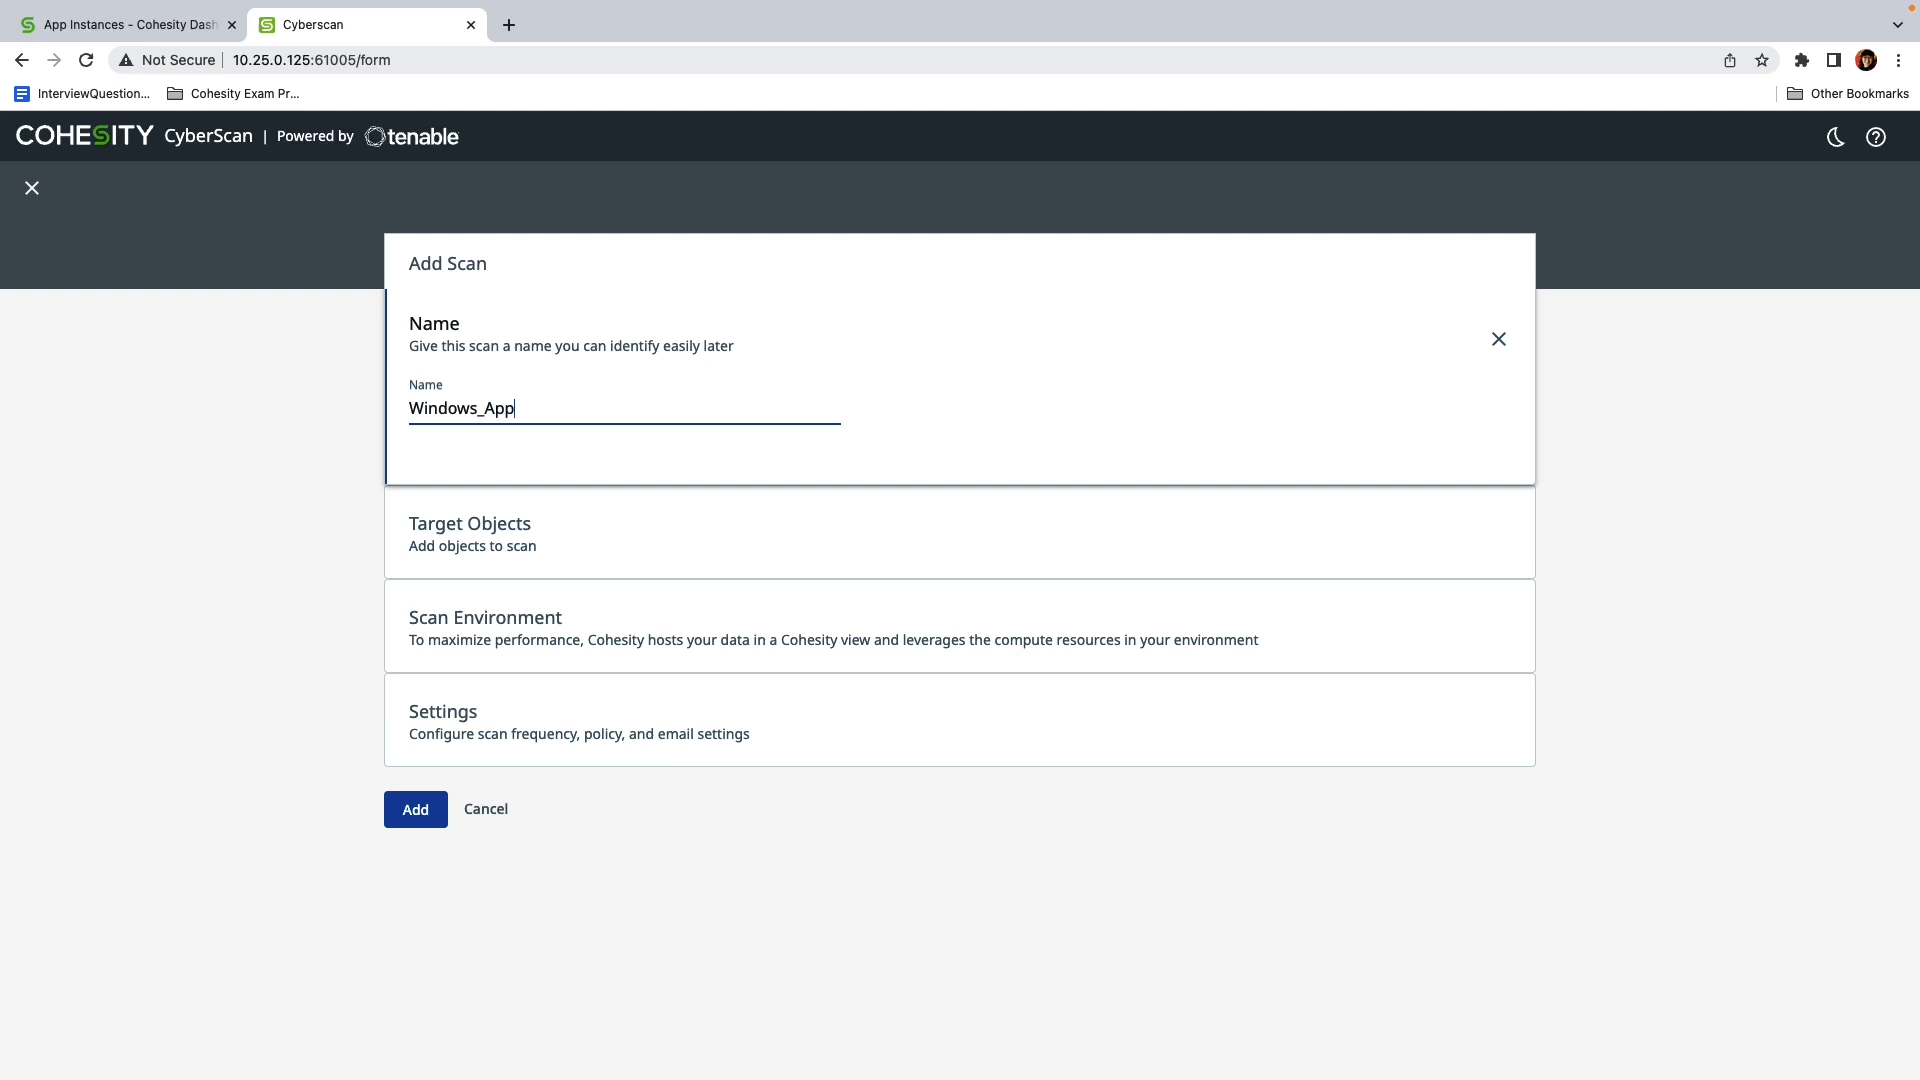 App Instances - Cohesity Dash
Cyberscan
Not Secure
10.25.0.125:61005/form
InterviewQuestion...
Cohesity Exam Pr...
Other Bookmarks
COHESITY CyberScan | Powered by tenable
Add Scan
Name
Give this scan a name you can identify easily later
Name
Windows_App
Target Objects
Add objects to scan
Scan Environment
To maximize performance, Cohesity hosts your data in a Cohesity view and leverages the compute resources in your environment
Settings
Configure scan frequency, policy, and email settings
Add
Cancel